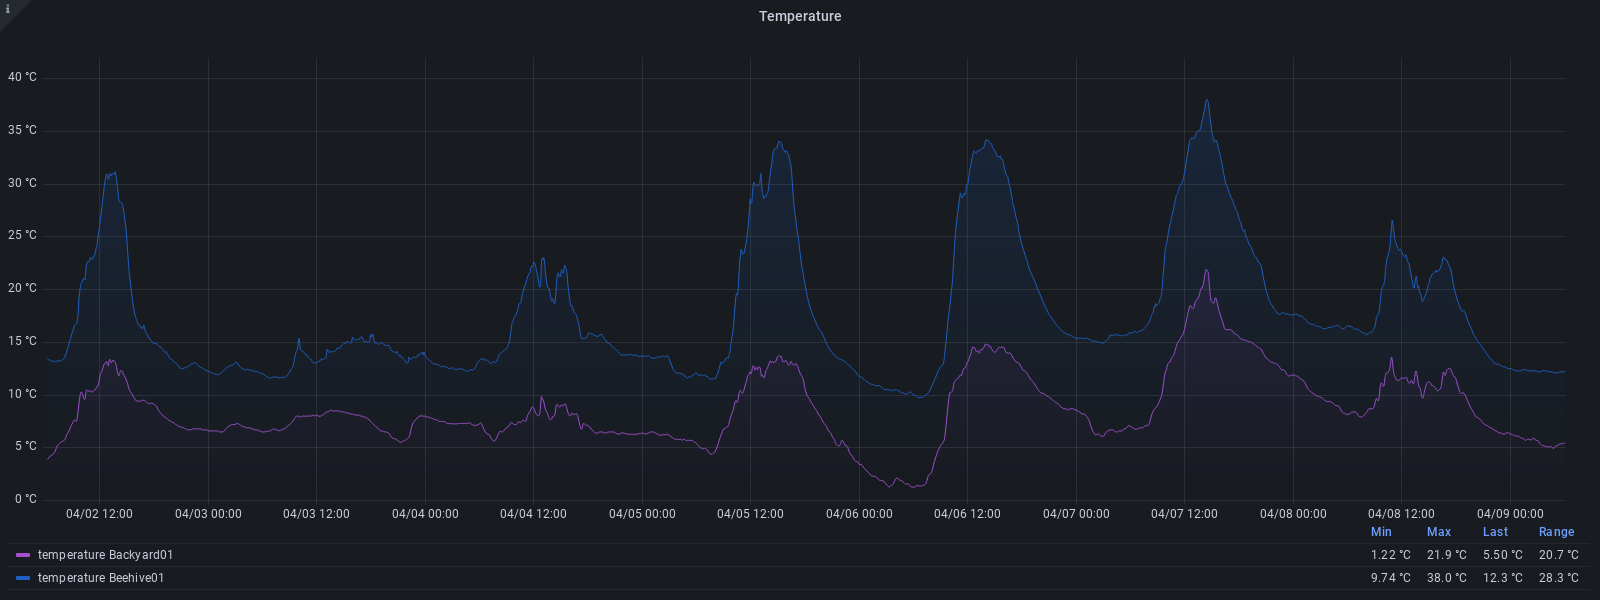 i
Temperature
40 °C
35 °C
30 °C
25 °C
20 °C
15 °C
10 °C
5 °C
0 °C
04/02 12:00 04/03 00:00 04/03 12:00 04/04 00:00 04/04 12:00 04/05 00:00 04/05 12:00 04/06 00:00 04/06 12:00 04/07 00:00 04/07 12:00 04/08 00:00 04/08 12:00 04/09 00:00
Min Max Last Range
temperature Backyard01 1.22 °C 21.9 °C 5.50 °C 20.7 °C
temperature Beehive01 9.74 °C 38.0 °C 12.3 °C 28.3 °C